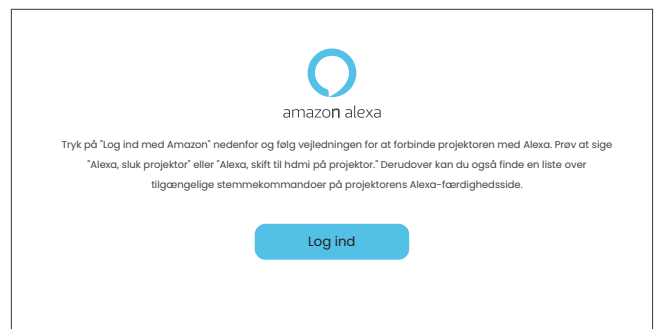 amazon alexa
Tryk på "Log ind med Amazon" nedenfor og følg vejledningen for at forbinde projektoren med Alexa. Prøv at sige
"Alexa, sluk projektor" eller "Alexa, skift til hdmi på projektor." Derudover kan du også finde en liste over
tilgængelige stemmekommandoer på projektorens Alexa-færdighedsside.
Log ind